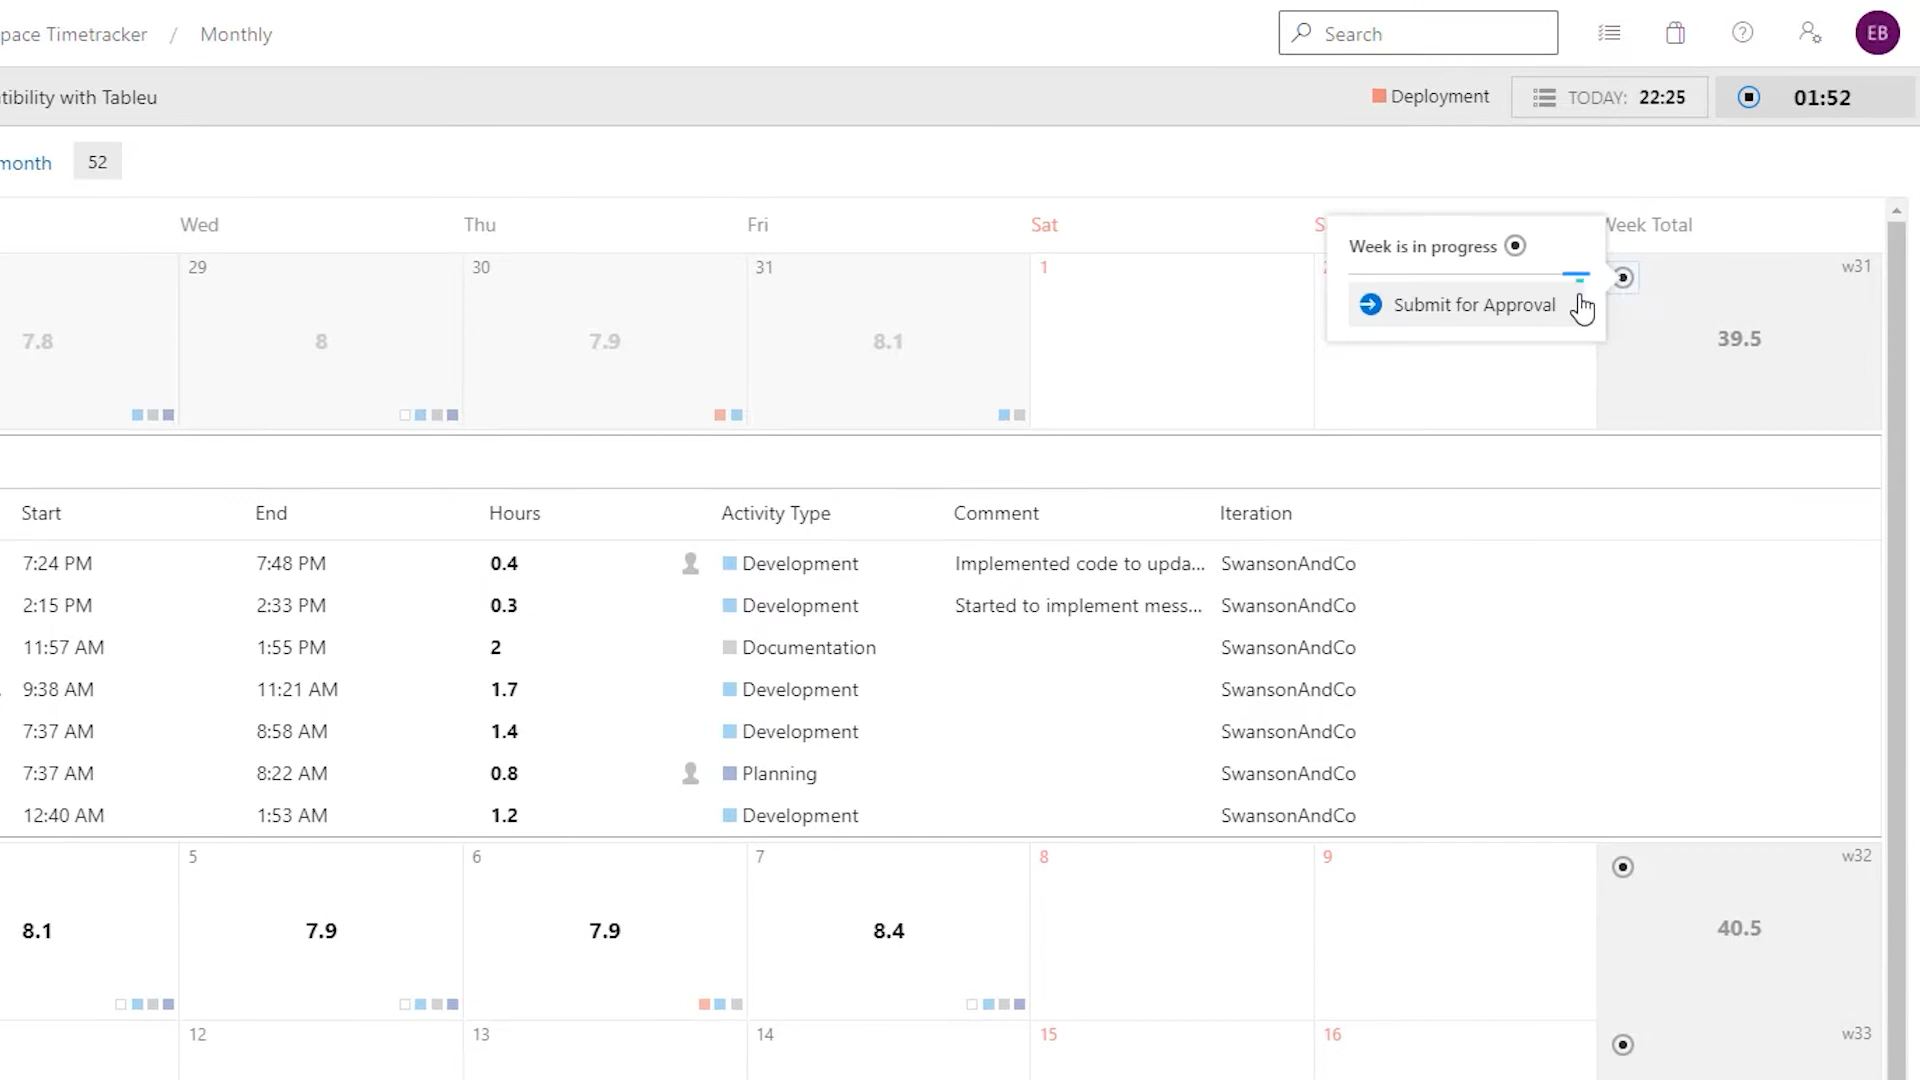 pace Timetracker / Monthly
Search
EB
tibility with Tableu
Deployment
TODAY: 22:25
01:52
month 52
Wed Thu Fri Sat S Week Total
29 30 31 1 w31
Week is in progress
Submit for Approval
7.8 8 7.9 8.1 39.5
Start End Hours Activity Type Comment Iteration
7:24 PM 7:48 PM 0.4 Development Implemented code to upda... SwansonAndCo
2:15 PM 2:33 PM 0.3 Development Started to implement mess... SwansonAndCo
11:57 AM 1:55 PM 2 Documentation SwansonAndCo
9:38 AM 11:21 AM 1.7 Development SwansonAndCo
7:37 AM 8:58 AM 1.4 Development SwansonAndCo
7:37 AM 8:22 AM 0.8 Planning SwansonAndCo
12:40 AM 1:53 AM 1.2 Development SwansonAndCo
5 6 7 8 9 w32
8.1 7.9 7.9 8.4 40.5
12 13 14 15 16 w33